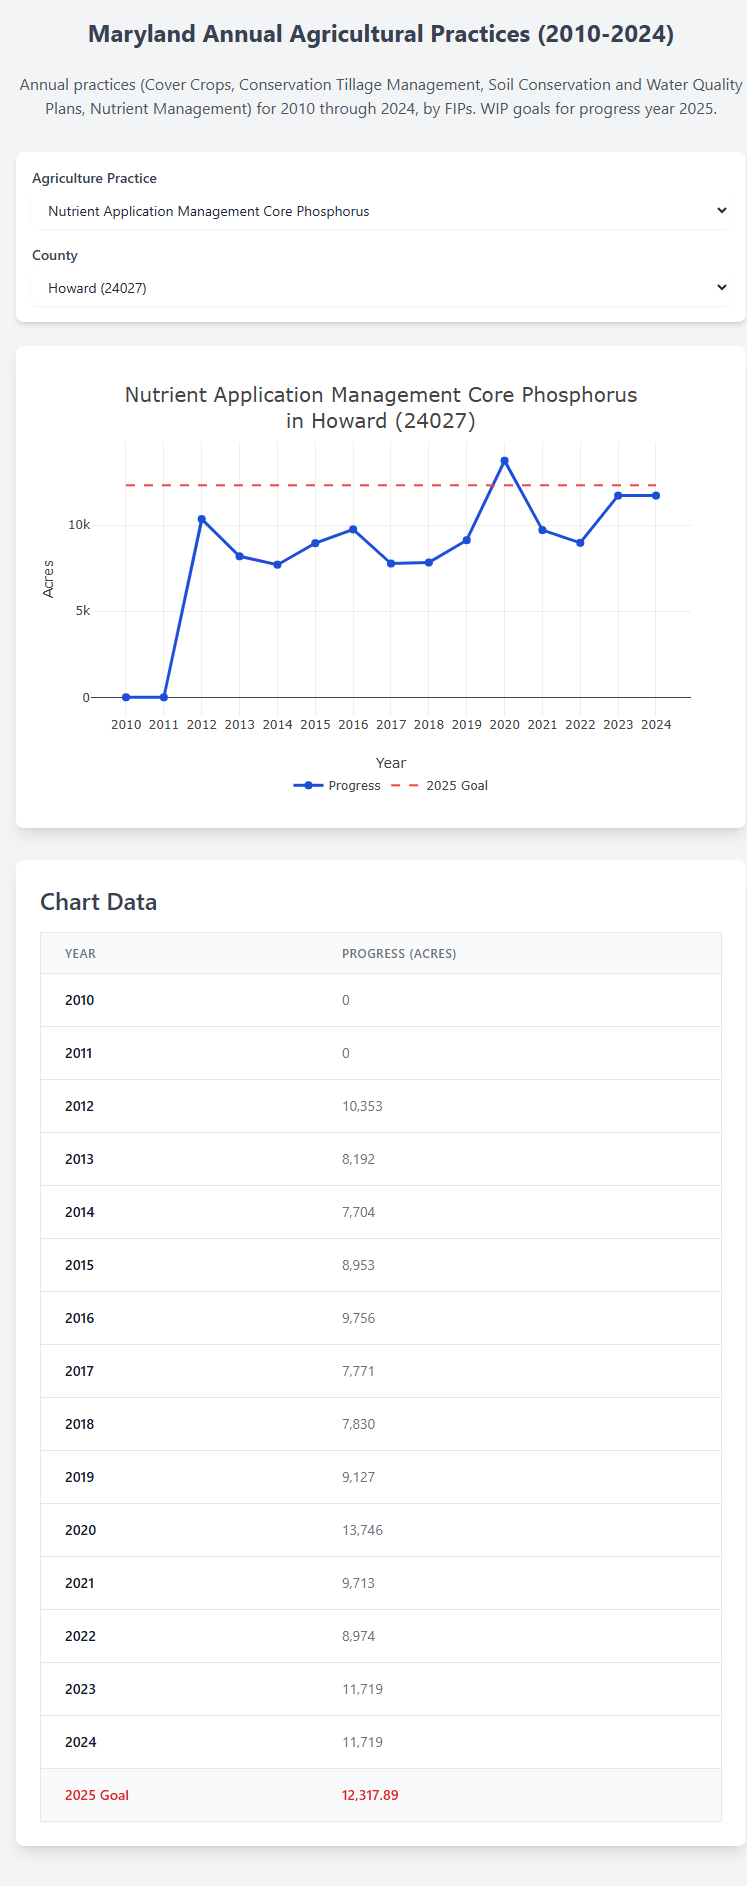 Maryland Annual Agricultural Practices (2010-2024)
Annual practices (Cover Crops, Conservation Tillage Management, Soil Conservation and Water Quality
Plans, Nutrient Management) for 2010 through 2024, by FIPs. WIP goals for progress year 2025.
Agriculture Practice
Nutrient Application Management Core Phosphorus
County
Howard (24027)
Nutrient Application Management Core Phosphorus
in Howard (24027)
10k
5k
0
Acres
2010 2011 2012 2013 2014 2015 2016 2017 2018 2019 2020 2021 2022 2023 2024
Year
Progress 2025 Goal
Chart Data
YEAR PROGRESS (ACRES)
2010 0
2011 0
2012 10,353
2013 8,192
2014 7,704
2015 8,953
2016 9,756
2017 7,771
2018 7,830
2019 9,127
2020 13,746
2021 9,713
2022 8,974
2023 11,719
2024 11,719
2025 Goal 12,317.89